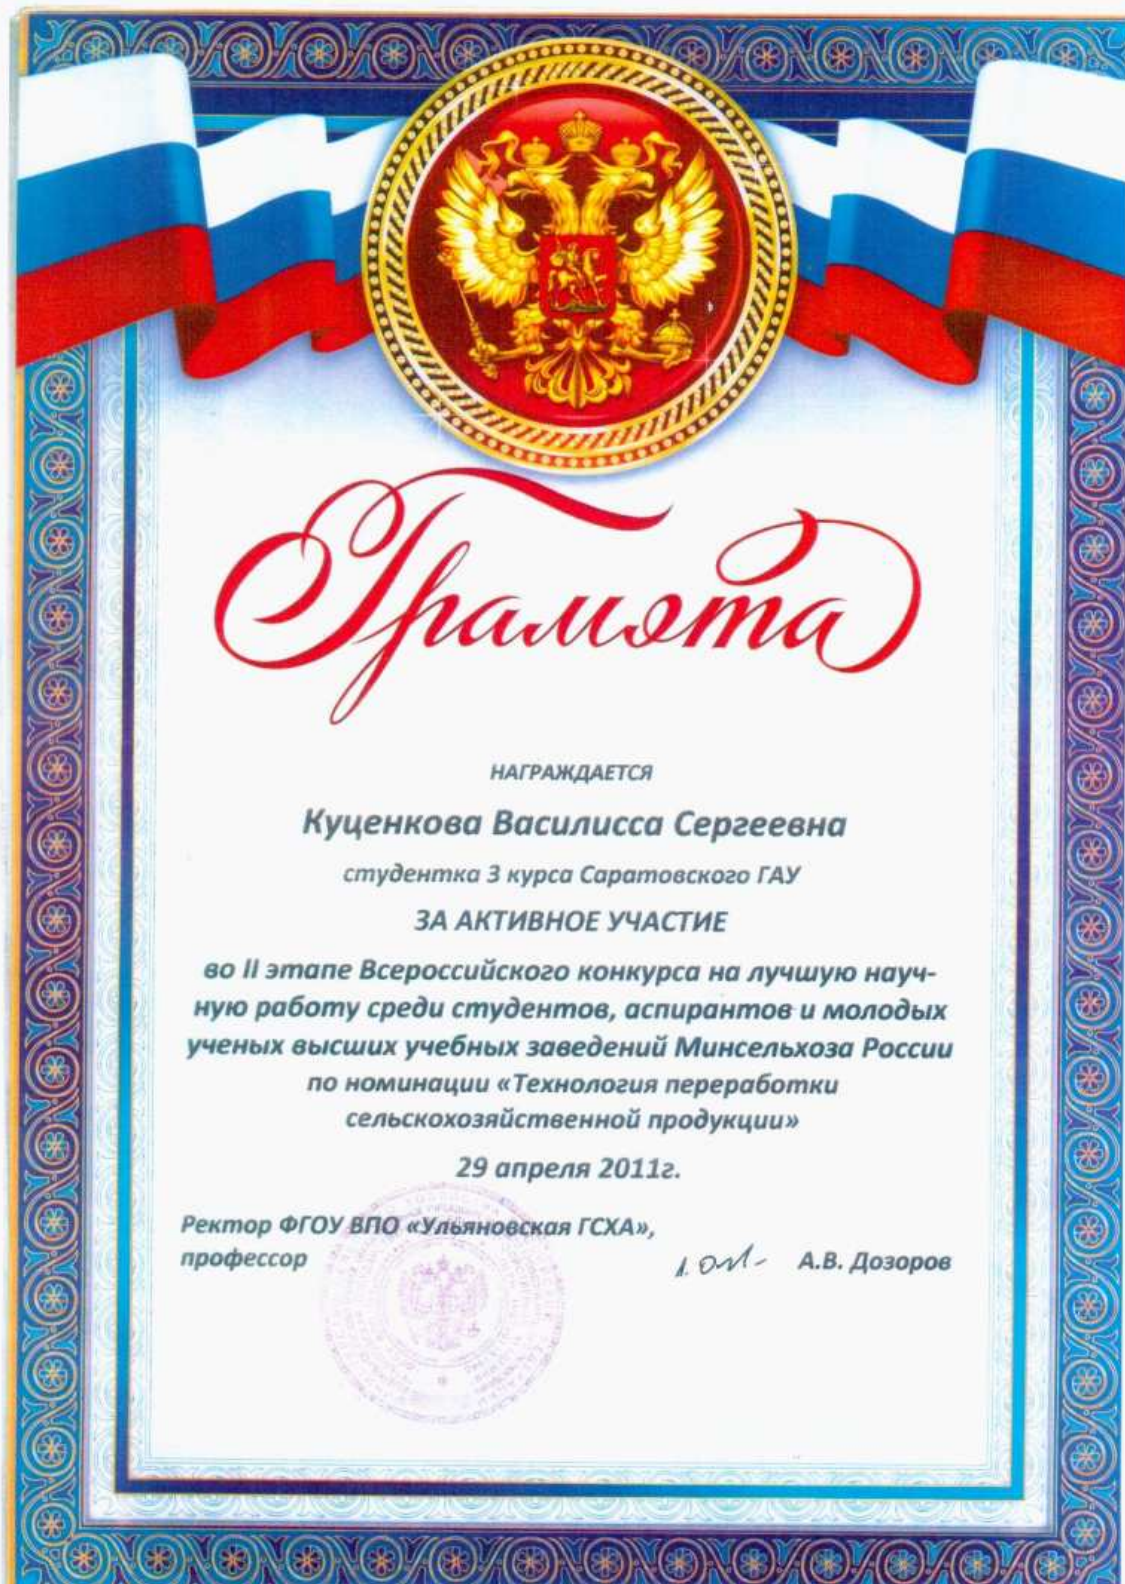 Грамота
НАГРАЖДАЕТСЯ
Куценкова Василисса Сергеевна
студентка 3 курса Саратовского ГАУ
ЗА АКТИВНОЕ УЧАСТИЕ
во II этапе Всероссийского конкурса на лучшую науч-
ную работу среди студентов, аспирантов и молодых
ученых высших учебных заведений Минсельхоза России
по номинации «Технология переработки
сельскохозяйственной продукции»
29 апреля 2011г.
Ректор ФГОУ ВПО «Ульяновская ГСХА»,
профессор А.В. Дозоров